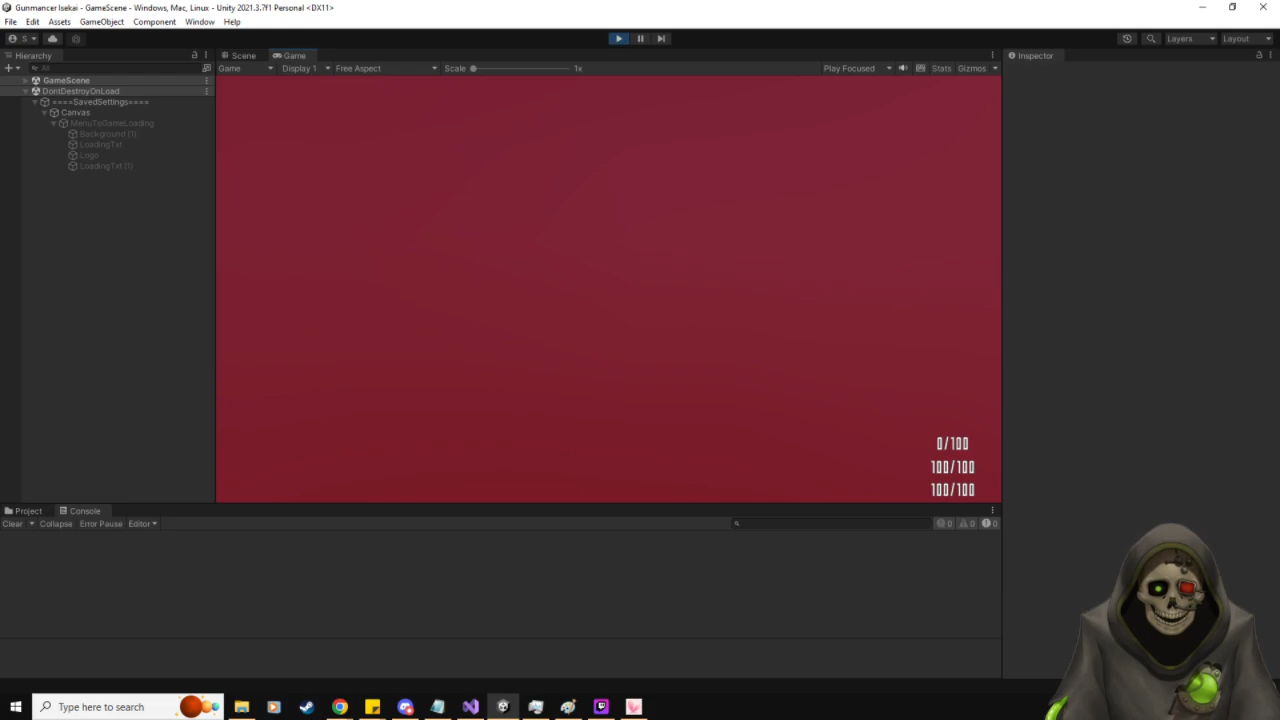 Gunmancer Isekai - GameScene - Windows, Mac, Linux - Unity 2021.3.7f1 Personal <DX11>
File Edit Assets GameObject Component Window Help
S Layers Layout
Hierarchy Scene Game Inspector
All Game Display 1 Free Aspect Scale 1x Play Focused Stats Gizmos
GameScene
DontDestroyOnLoad
====SavedSettings====
Canvas
MenuToGameLoading
Background (1)
LoadingTxt
Logo
LoadingTxt (1)
0/100
100/100
100/100
Project Console
Clear Collapse Error Pause Editor 0 0 0
Type here to search